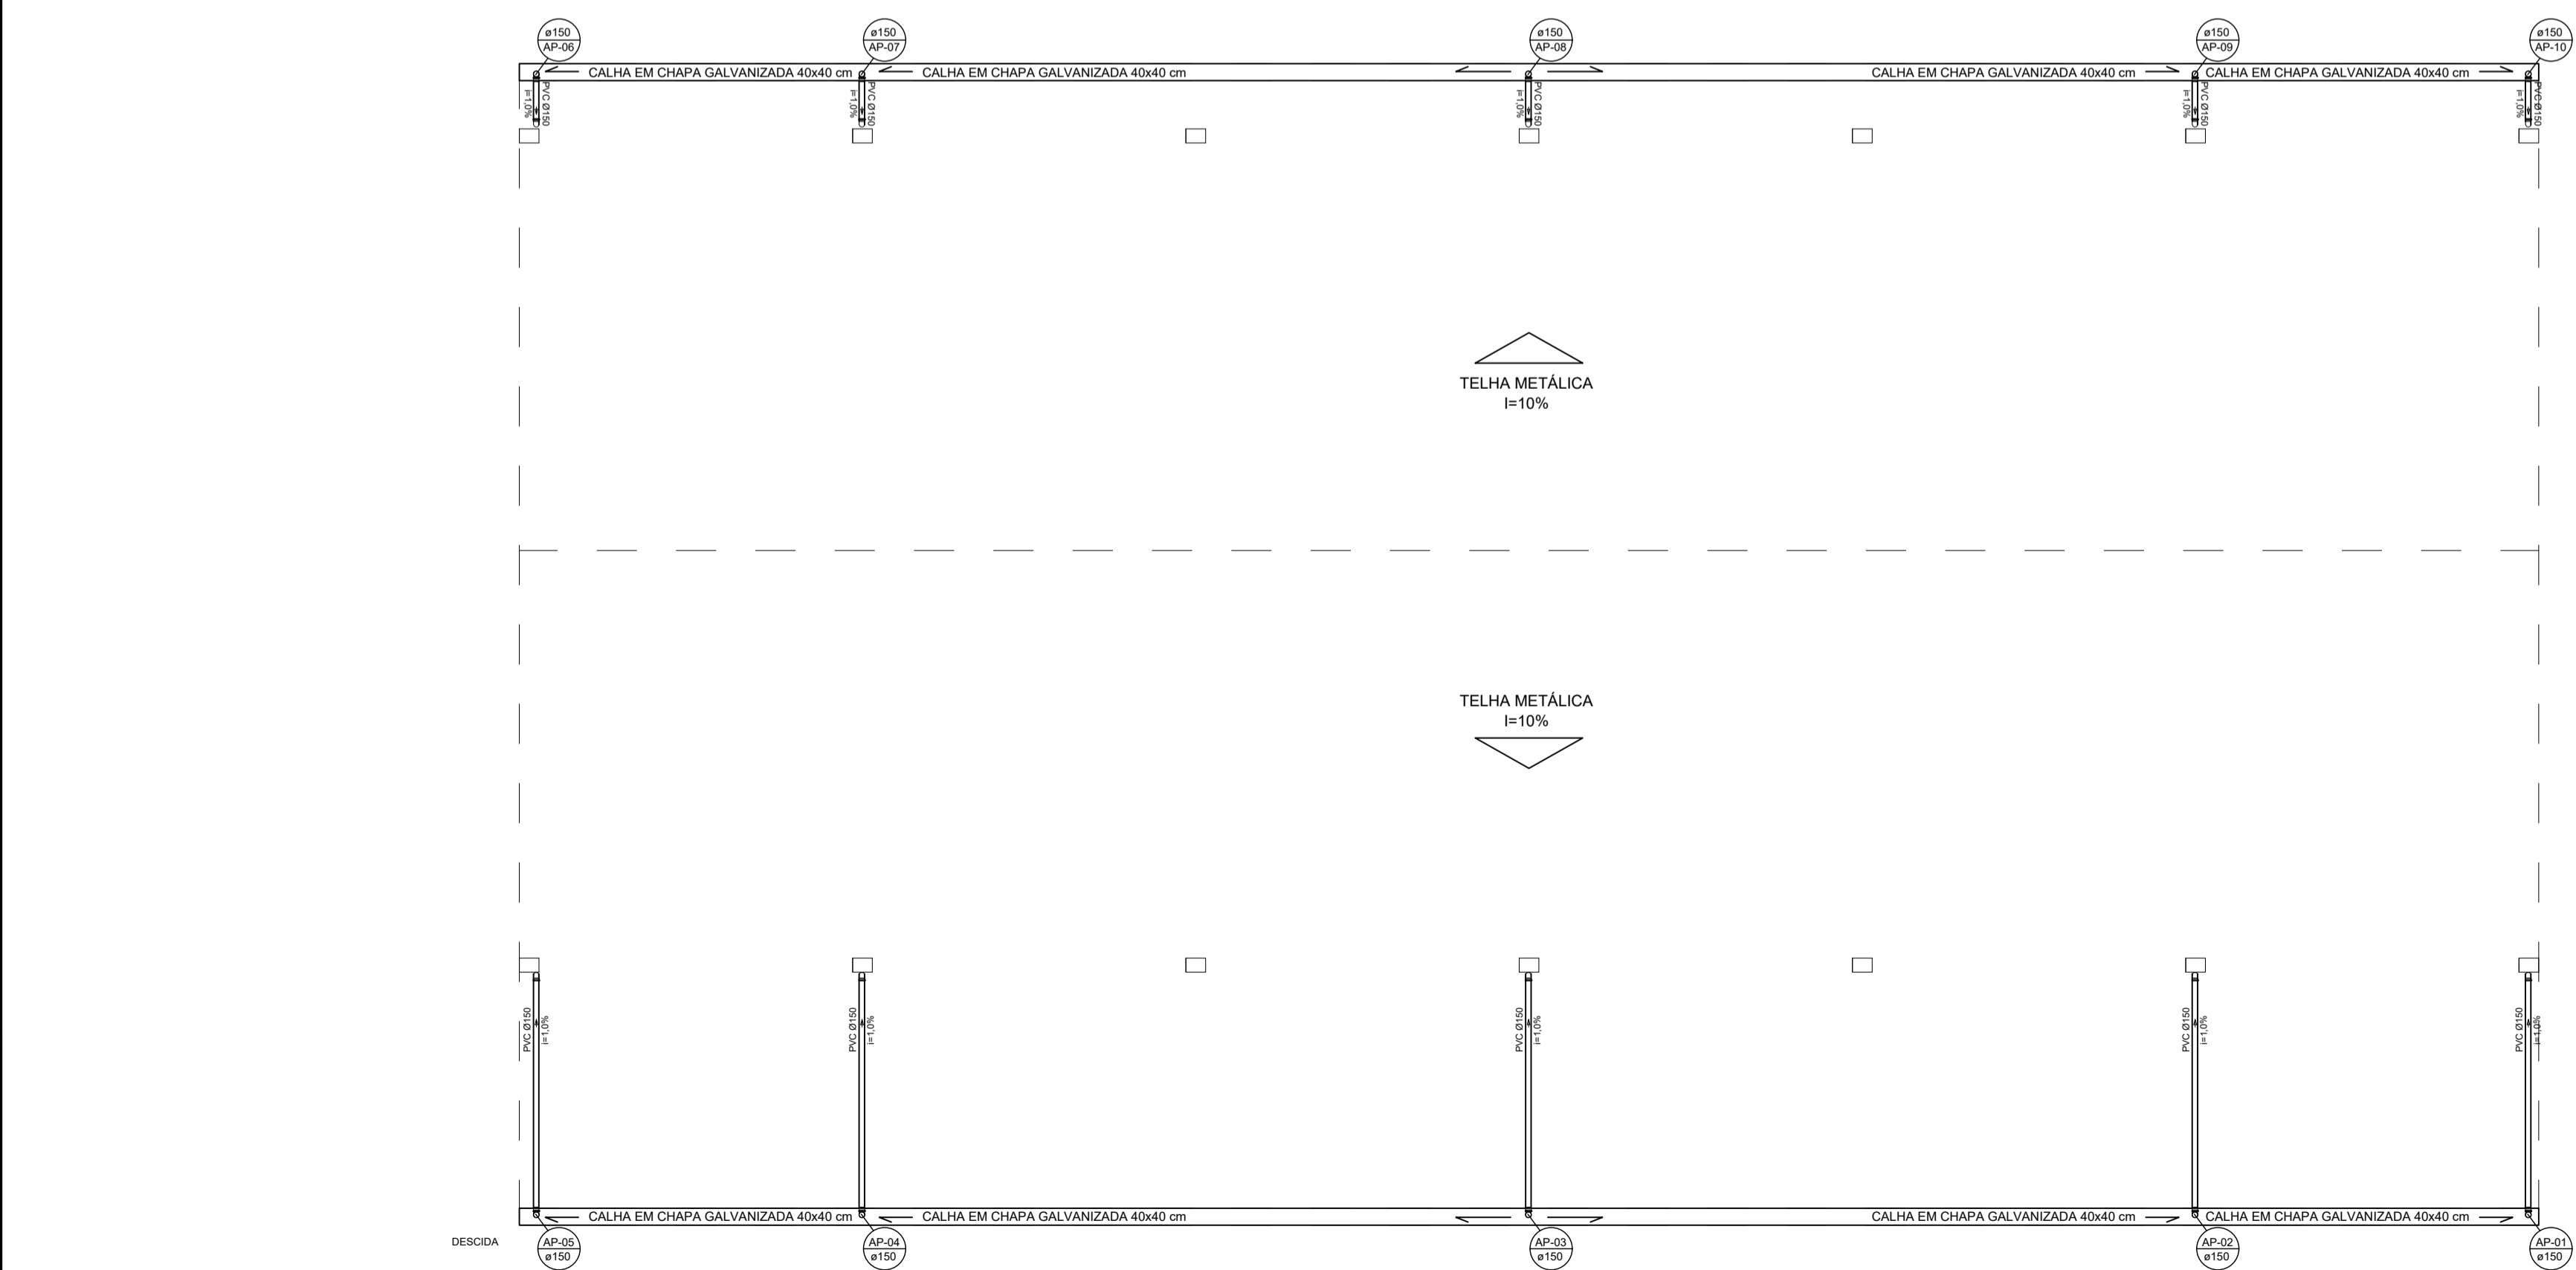 ø150
AP-06
ø150
AP-07
ø150
AP-08
ø150
AP-09
ø150
AP-10
CALHA EM CHAPA GALVANIZADA 40x40 cm
CALHA EM CHAPA GALVANIZADA 40x40 cm
CALHA EM CHAPA GALVANIZADA 40x40 cm
CALHA EM CHAPA GALVANIZADA 40x40 cm
PVC Ø150
i=1,0%
PVC Ø150
i=1,0%
PVC Ø150
i=1,0%
PVC Ø150
i=1,0%
PVC Ø150
i=1,0%
TELHA METÁLICA
I=10%
TELHA METÁLICA
I=10%
PVC Ø150
i=1,0%
PVC Ø150
i=1,0%
PVC Ø150
i=1,0%
PVC Ø150
i=1,0%
PVC Ø150
i=1,0%
CALHA EM CHAPA GALVANIZADA 40x40 cm
CALHA EM CHAPA GALVANIZADA 40x40 cm
CALHA EM CHAPA GALVANIZADA 40x40 cm
CALHA EM CHAPA GALVANIZADA 40x40 cm
DESCIDA
AP-05
ø150
AP-04
ø150
AP-03
ø150
AP-02
ø150
AP-01
ø150